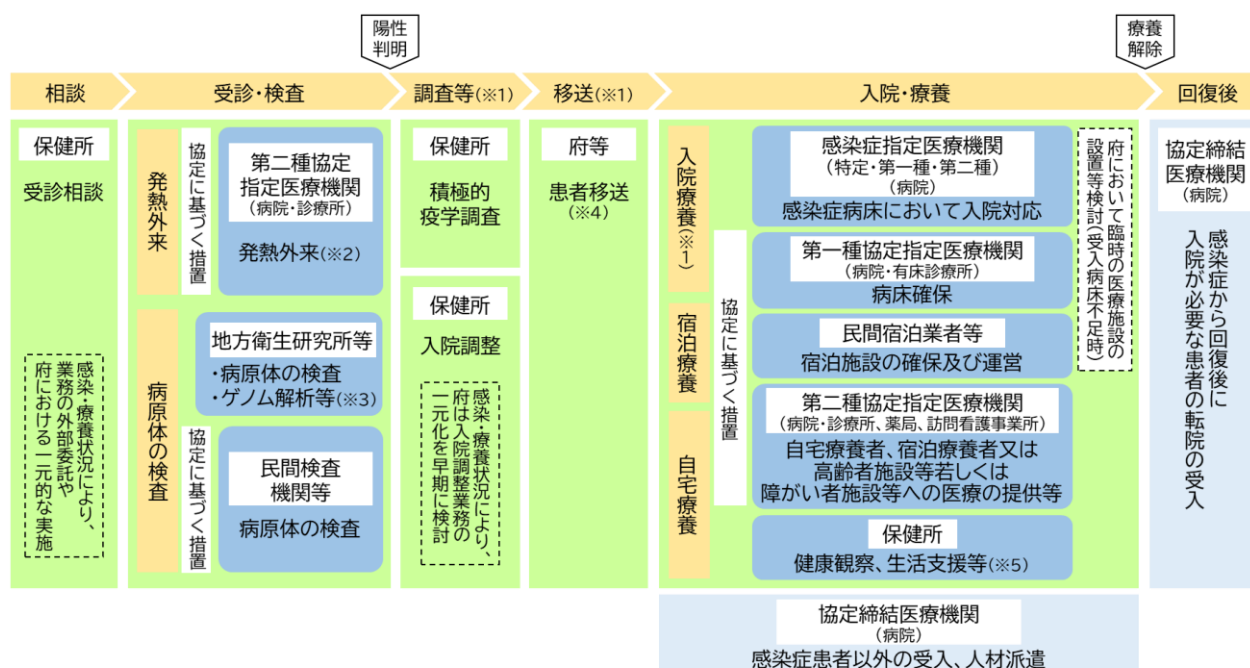 陽性
判明
療養
解除
相談
受診・検査
調査等(※1)
移送(※1)
入院・療養
回復後
保健所
受診相談
感染・療養状況により、
業務の外部委託や
府における一元的な実施
発熱外来
協定に基づく措置
第二種協定
指定医療機関
(病院・診療所)
発熱外来(※2)
病原体の検査
地方衛生研究所等
・病原体の検査
・ゲノム解析等(※3)
協定に基づく措置
民間検査
機関等
病原体の検査
保健所
積極的
疫学調査
保健所
入院調整
感染・療養状況により、
府は入院調整業務の
一元化を早期に検討
府等
患者移送
(※4)
入院療養(※1)
宿泊療養
自宅療養
協定に基づく措置
感染症指定医療機関
(特定・第一種・第二種)
(病院)
感染症病床において入院対応
第一種協定指定医療機関
(病院・有床診療所)
病床確保
民間宿泊業者等
宿泊施設の確保及び運営
第二種協定指定医療機関
(病院・診療所、薬局、訪問看護事業所)
自宅療養者、宿泊療養者又は
高齢者施設等若しくは
障がい者施設等への医療の提供等
保健所
健康観察、生活支援等(※5)
府において臨時の医療施設の
設置等検討(受入病床不足時)
協定締結医療機関
(病院)
感染症患者以外の受入、人材派遣
協定締結
医療機関
(病院)
感染症から回復後に
入院が必要な患者の転院の受入